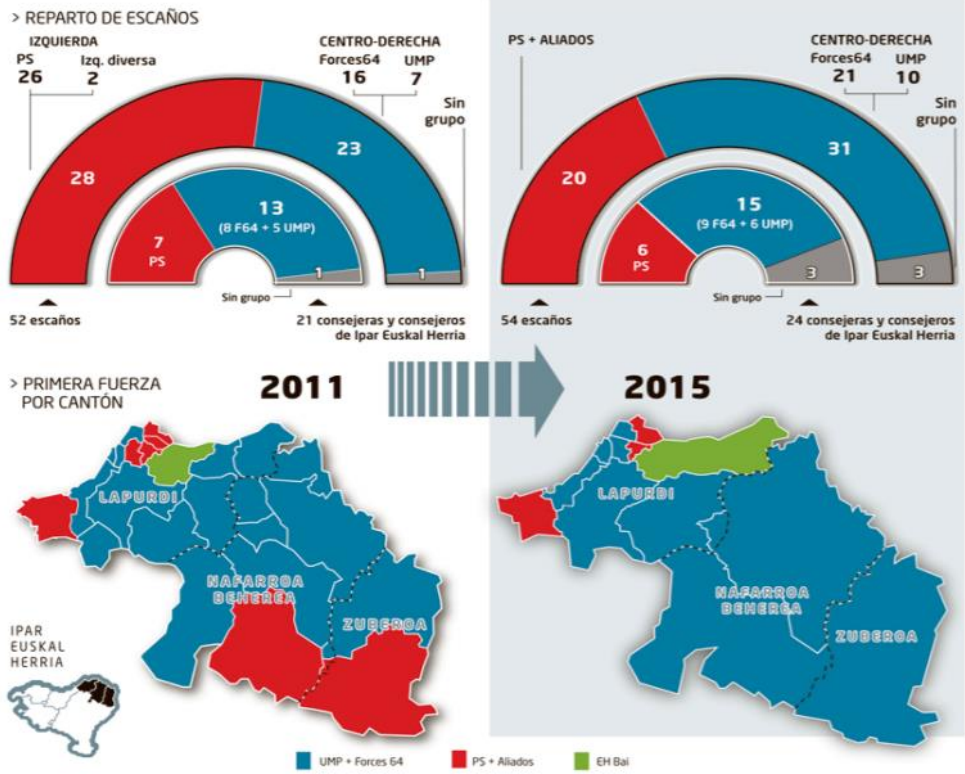 > REPARTO DE ESCAÑOS
IZQUIERDA
PS
26
Izq. diversa
2
CENTRO-DERECHA
Forces64
16
UMP
7
Sin
grupo
28
23
1
7
PS
13
(8 F64 + 5 UMP)
1
Sin grupo
52 escaños
21 consejeras y consejeros
de Ipar Euskal Herria
PS + ALIADOS
CENTRO-DERECHA
Forces64
21
UMP
10
Sin
grupo
20
31
3
6
PS
15
(9 F64 + 6 UMP)
3
Sin grupo
54 escaños
24 consejeras y consejeros
de Ipar Euskal Herria
> PRIMERA FUERZA
POR CANTÓN
2011
2015
LAPURDI
NAFARROA
BEHEREA
ZUBEROA
LAPURDI
NAFARROA
BEHEREA
ZUBEROA
IPAR
EUSKAL
HERRIA
UMP + Forces 64
PS + Aliados
EH Bai